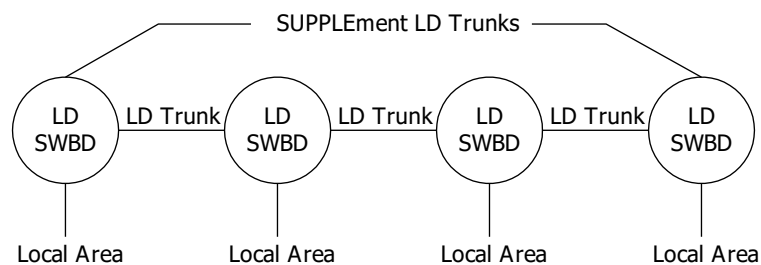 SUPPLEment LD Trunks
LD
SWBD
LD Trunk
LD
SWBD
LD Trunk
LD
SWBD
LD Trunk
LD
SWBD
Local Area
Local Area
Local Area
Local Area